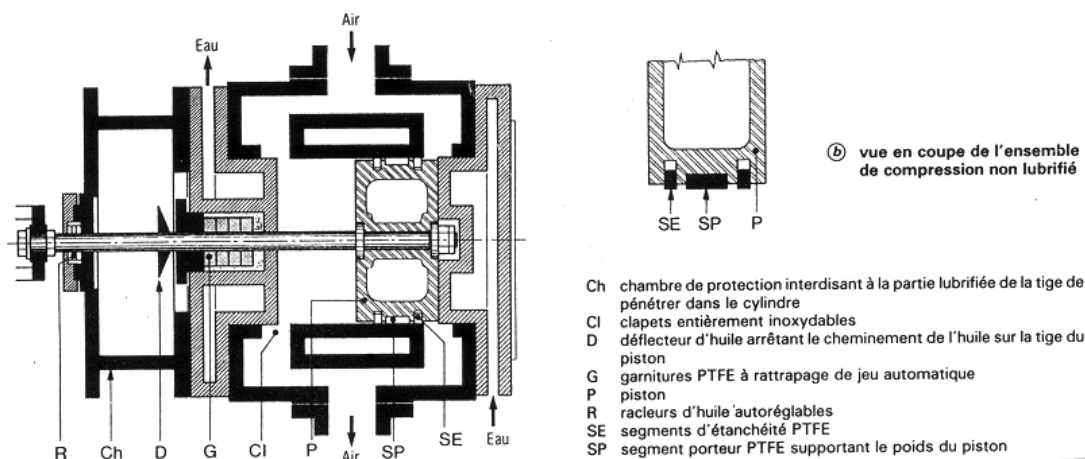 Air
Eau
R Ch D G Cl P Air SP SE Eau
SE SP P
ⓑ vue en coupe de l'ensemble
de compression non lubrifié
Ch chambre de protection interdisant à la partie lubrifiée de la tige de
pénétrer dans le cylindre
Cl clapets entièrement inoxydables
D déflecteur d'huile arrêtant le cheminement de l'huile sur la tige du
piston
G garnitures PTFE à rattrapage de jeu automatique
P piston
R racleurs d'huile autoréglables
SE segments d'étanchéité PTFE
SP segment porteur PTFE supportant le poids du piston